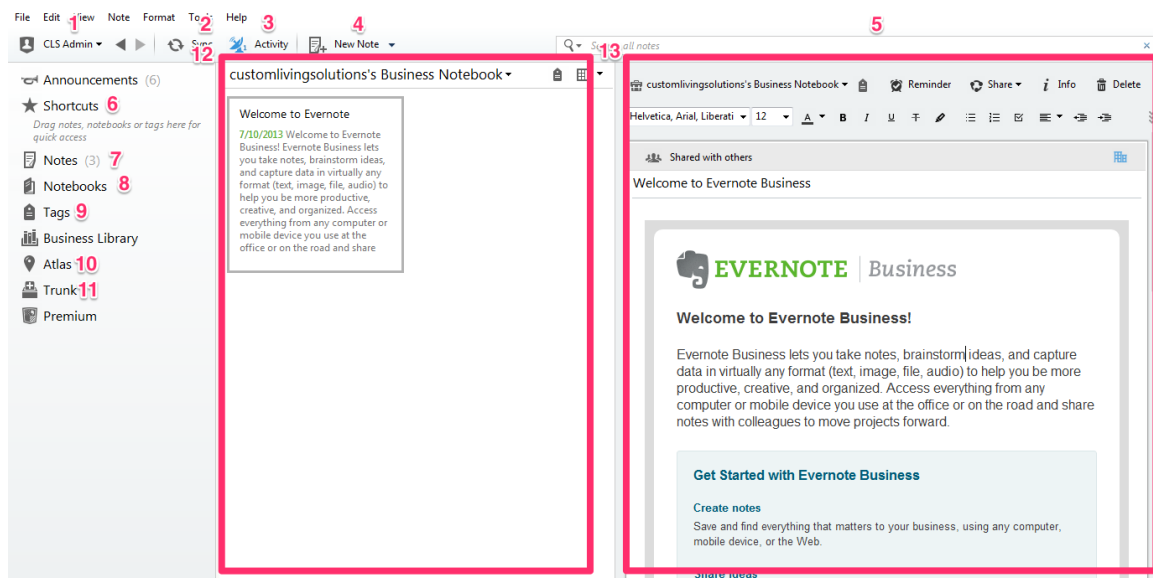 File Edit View Note Format Tools Help
1 2 3 4 5
CLS Admin Sync Activity New Note Search all notes
12 13
Announcements (6)
Shortcuts 6
Drag notes, notebooks or tags here for
quick access
Notes (3) 7
Notebooks 8
Tags 9
Business Library
Atlas 10
Trunk 11
Premium
customlivingsolutions's Business Notebook
Welcome to Evernote
7/10/2013 Welcome to Evernote
Business! Evernote Business lets
you take notes, brainstorm ideas,
and capture data in virtually any
format (text, image, file, audio) to
help you be more productive,
creative, and organized. Access
everything from any computer or
mobile device you use at the
office or on the road and share
customlivingsolutions's Business Notebook Reminder Share Info Delete
Helvetica, Arial, Liberati 12 A B I U T
Shared with others
Welcome to Evernote Business
EVERNOTE | Business
Welcome to Evernote Business!
Evernote Business lets you take notes, brainstorm ideas, and capture
data in virtually any format (text, image, file, audio) to help you be more
productive, creative, and organized. Access everything from any
computer or mobile device you use at the office or on the road and share
notes with colleagues to move projects forward.
Get Started with Evernote Business
Create notes
Save and find everything that matters to your business, using any computer,
mobile device, or the Web.
Share ideas